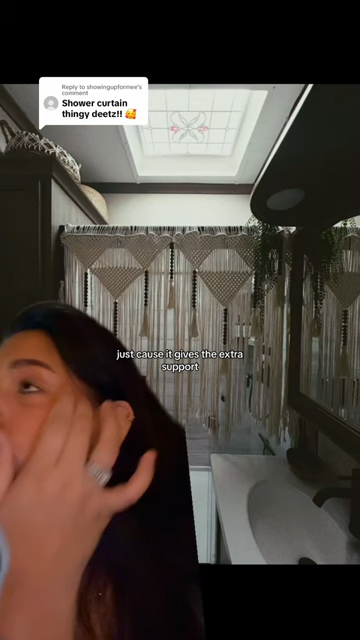 Reply to showingupformee's
comment
Shower curtain
thingy deetz!! 🥰
just cause it gives the extra
support